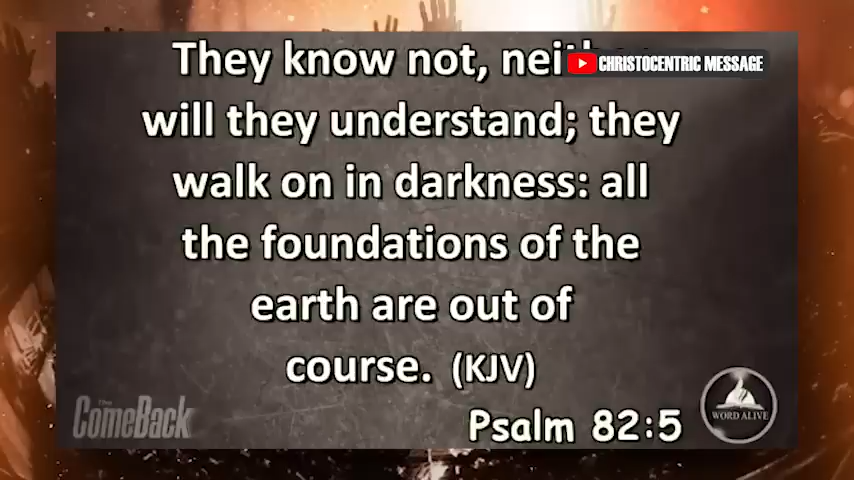 They know not, nei
CHRISTOCENTRIC MESSAGE
will they understand; they
walk on in darkness: all
the foundations of the
earth are out of
course. (KJV)
Psalm 82:5
The
ComeBack
WORD ALIVE